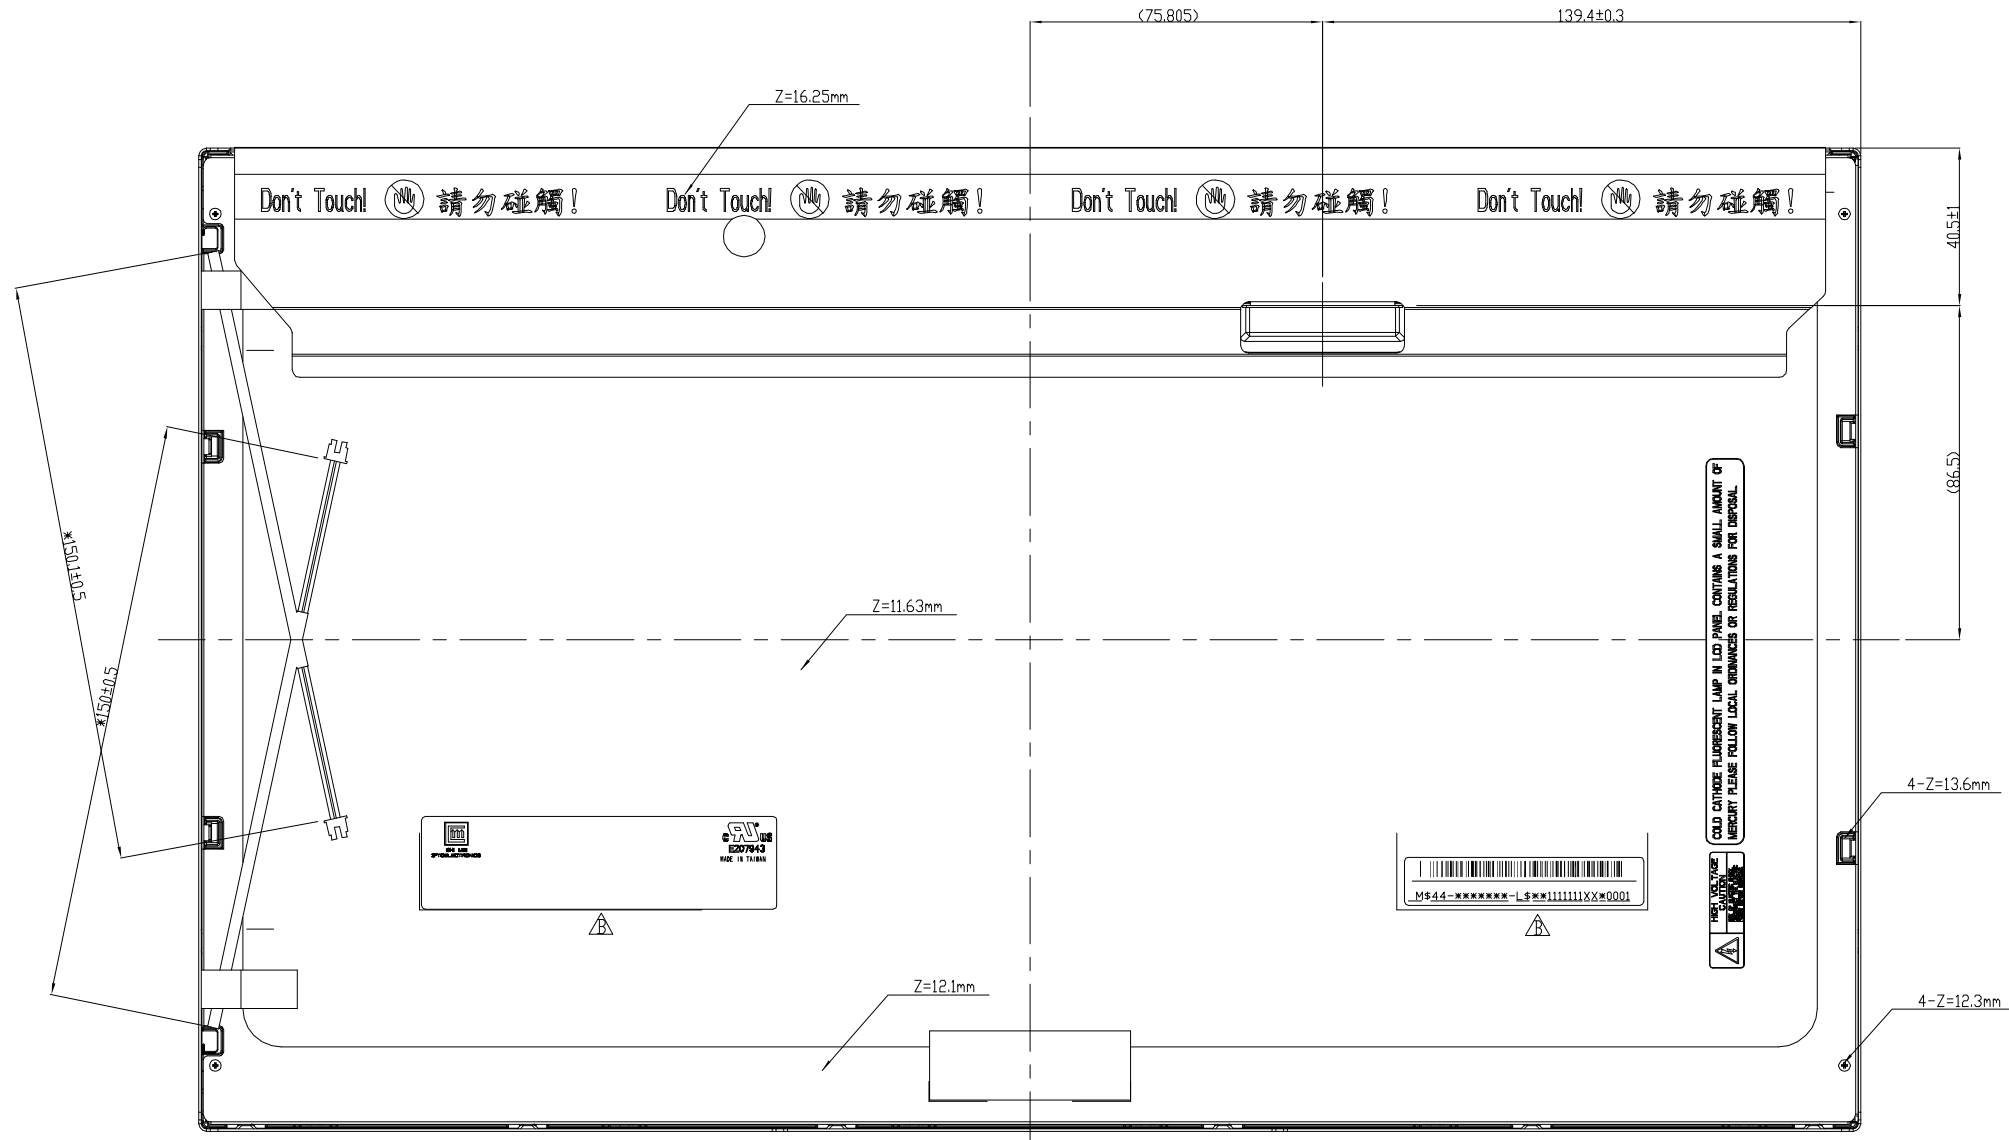 (75.805)
139.4±0.3
Z=16.25mm
Don't Touch! 請勿碰觸! Don't Touch! 請勿碰觸! Don't Touch! 請勿碰觸! Don't Touch! 請勿碰觸!
40.5±1
(86.5)
*150.1±0.5
*150±0.5
Z=11.63mm
COLD CATHODE FLUORESCENT LAMP IN LCD PANEL CONTAINS A SMALL AMOUNT OF
MERCURY PLEASE FOLLOW LOCAL ORDINANCES OR REGULATIONS FOR DISPOSAL.
4-Z=13.6mm
CHI MEI
OPTOELECTRONICS
C US
E207943
MADE IN TAIWAN
B
M$44-*******-L$**1111111XX*0001
B
HIGH VOLTAGE
CAUTION
Z=12.1mm
4-Z=12.3mm